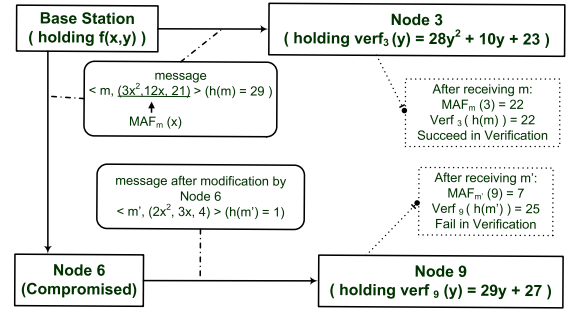 Base Station
( holding f(x,y) )
Node 3
( holding verf₃ (y) = 28y² + 10y + 23 )
message
< m, (3x²,12x, 21) > (h(m) = 29 )
MAFₘ (x)
After receiving m:
MAFₘ (3) = 22
Verf ₃ ( h(m) ) = 22
Succeed in Verification
message after modification by
Node 6
< m’, (2x², 3x, 4) > (h(m’) = 1)
After receiving m’:
MAFₘ’ (9) = 7
Verf ₉ ( h(m’) ) = 25
Fail in Verification
Node 6
(Compromised)
Node 9
( holding verf ₉ (y) = 29y + 27 )